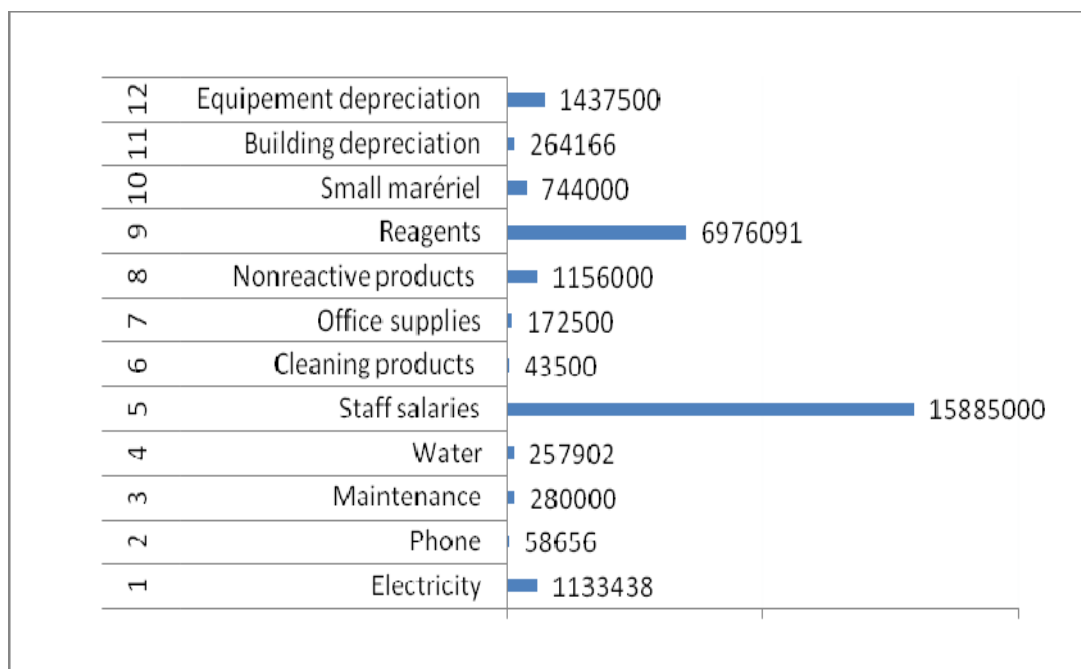 12 Equipement depreciation 1437500
11 Building depreciation 264166
10 Small marériel 744000
9 Reagents 6976091
8 Nonreactive products 1156000
7 Office supplies 172500
6 Cleaning products 43500
5 Staff salaries 15885000
4 Water 257902
3 Maintenance 280000
2 Phone 58656
1 Electricity 1133438